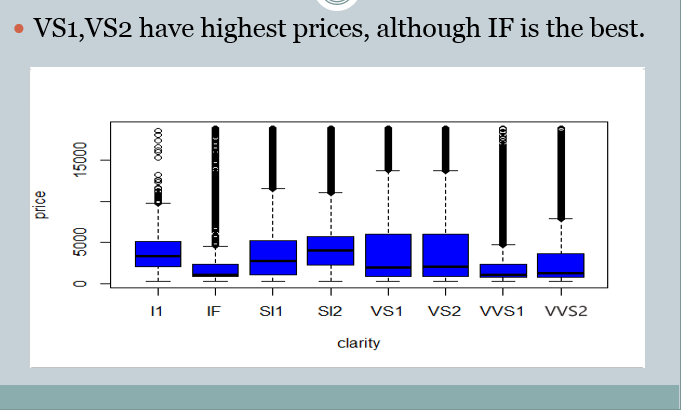 VS1,VS2 have highest prices, although IF is the best.
15000
5000
0
price
I1 IF SI1 SI2 VS1 VS2 VVS1 VVS2
clarity